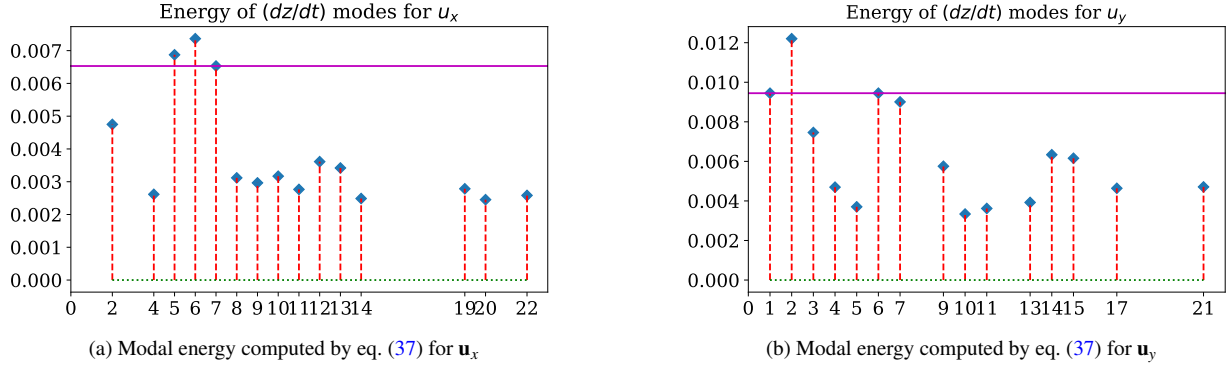 Energy of (dz/dt) modes for u_x
0.007
0.006
0.005
0.004
0.003
0.002
0.001
0.000
0 2 4 5 6 7 8 9 10 11 12 13 14 19 20 22
(a) Modal energy computed by eq. (37) for u_x
Energy of (dz/dt) modes for u_y
0.012
0.010
0.008
0.006
0.004
0.002
0.000
0 1 2 3 4 5 6 7 9 10 11 13 14 15 17 21
(b) Modal energy computed by eq. (37) for u_y